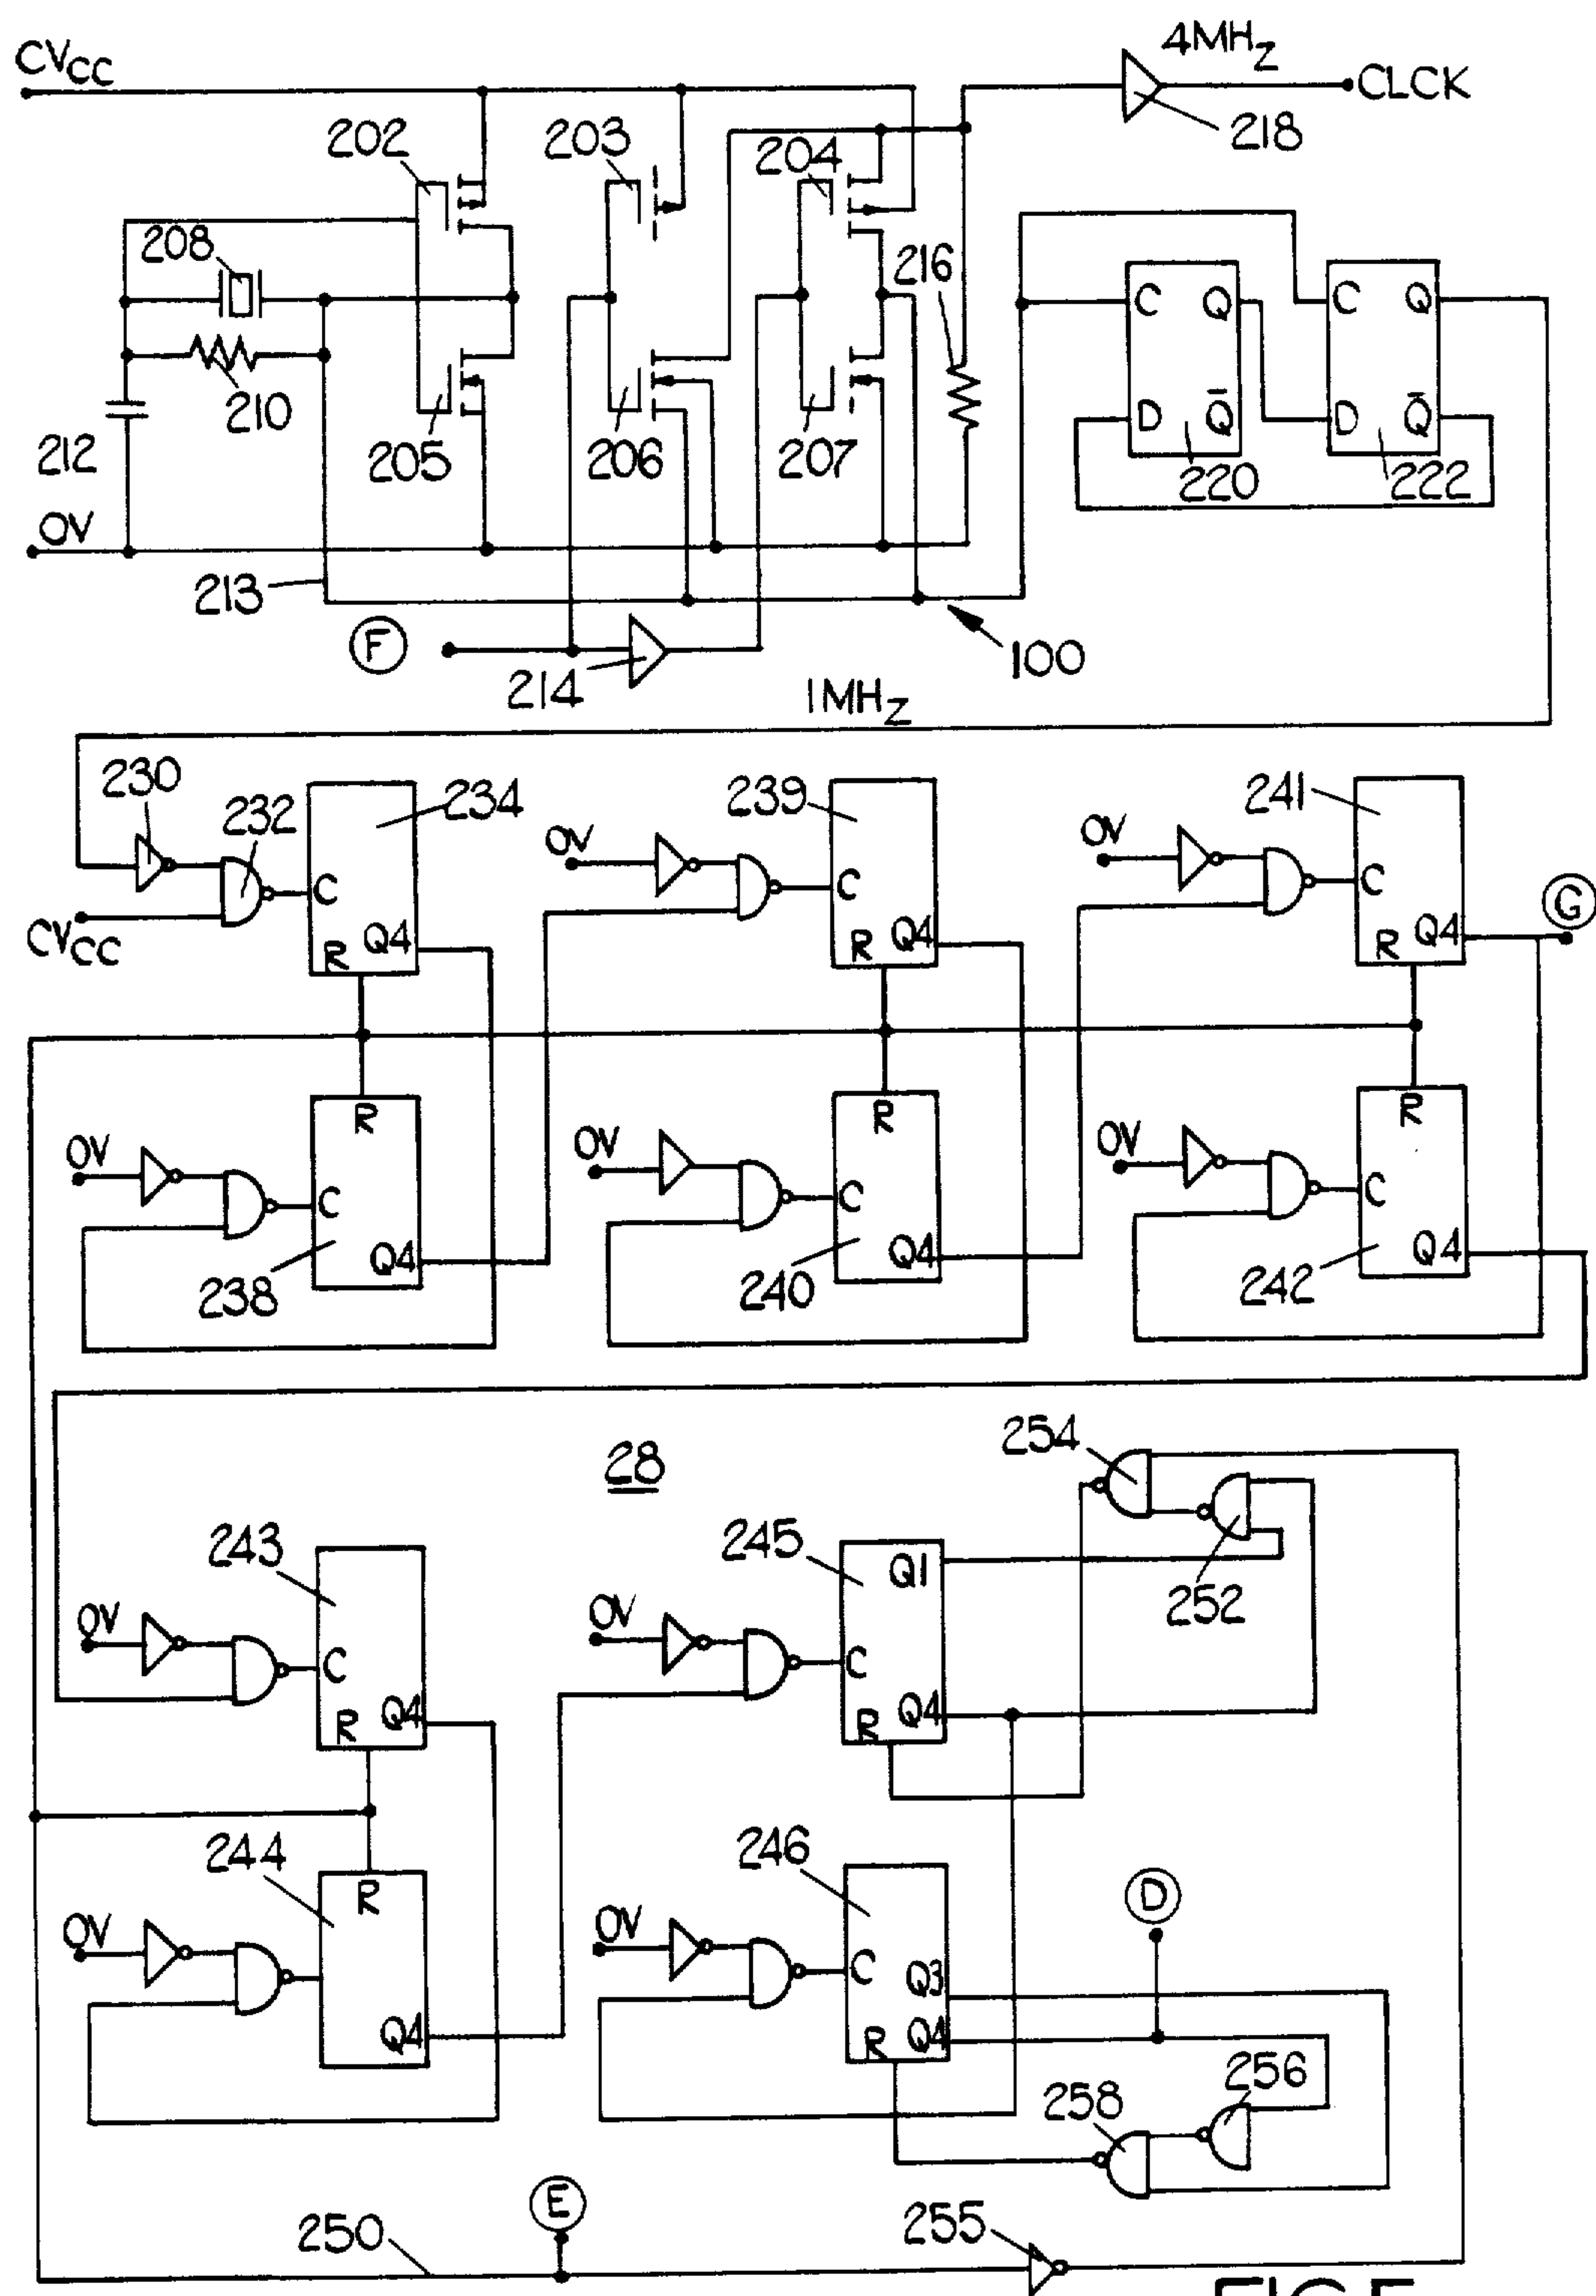 CVCC
4MHZ
CLCK
218
202
203
204
208
216
C
Q
C
Q
D
Q̄
D
Q̄
210
205
206
207
212
220
222
0V
213
F
214
100
1MHZ
230
232
234
239
241
0V
0V
C
C
C
G
CVCC
R
Q4
R
Q4
R
Q4
R
R
R
0V
0V
0V
C
C
C
238
Q4
240
Q4
242
Q4
254
28
243
245
Q1
252
0V
0V
C
C
R
Q4
R
Q4
244
246
D
R
0V
0V
C
Q3
Q4
R
Q4
256
258
E
250
255